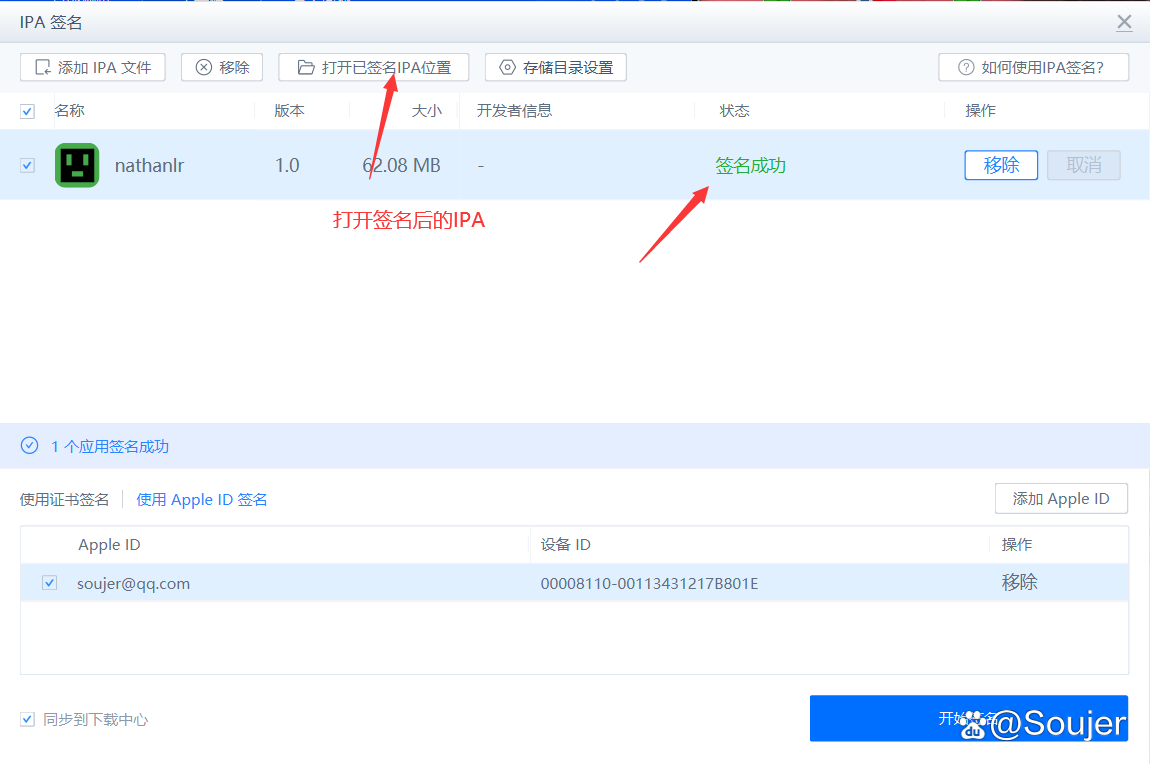 IPA 签名
添加 IPA 文件 移除 打开已签名IPA位置 存储目录设置 如何使用IPA签名?
名称 版本 大小 开发者信息 状态 操作
nathanlr 1.0 62.08 MB - 签名成功 移除 取消
打开签名后的IPA
1 个应用签名成功
使用证书签名 使用 Apple ID 签名 添加 Apple ID
Apple ID 设备 ID 操作
soujer@qq.com 00008110-00113431217B801E 移除
同步到下载中心 开始签名
du @Soujer